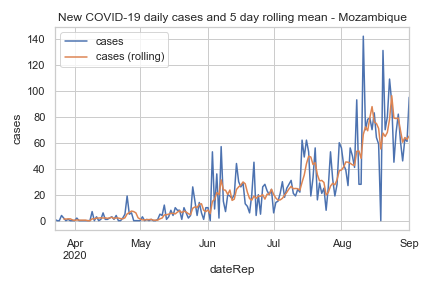 New COVID-19 daily cases and 5 day rolling mean - Mozambique
cases
cases (rolling)
140
120
100
80
60
40
20
0
cases
Apr
2020
May
Jun
Jul
Aug
Sep
dateRep